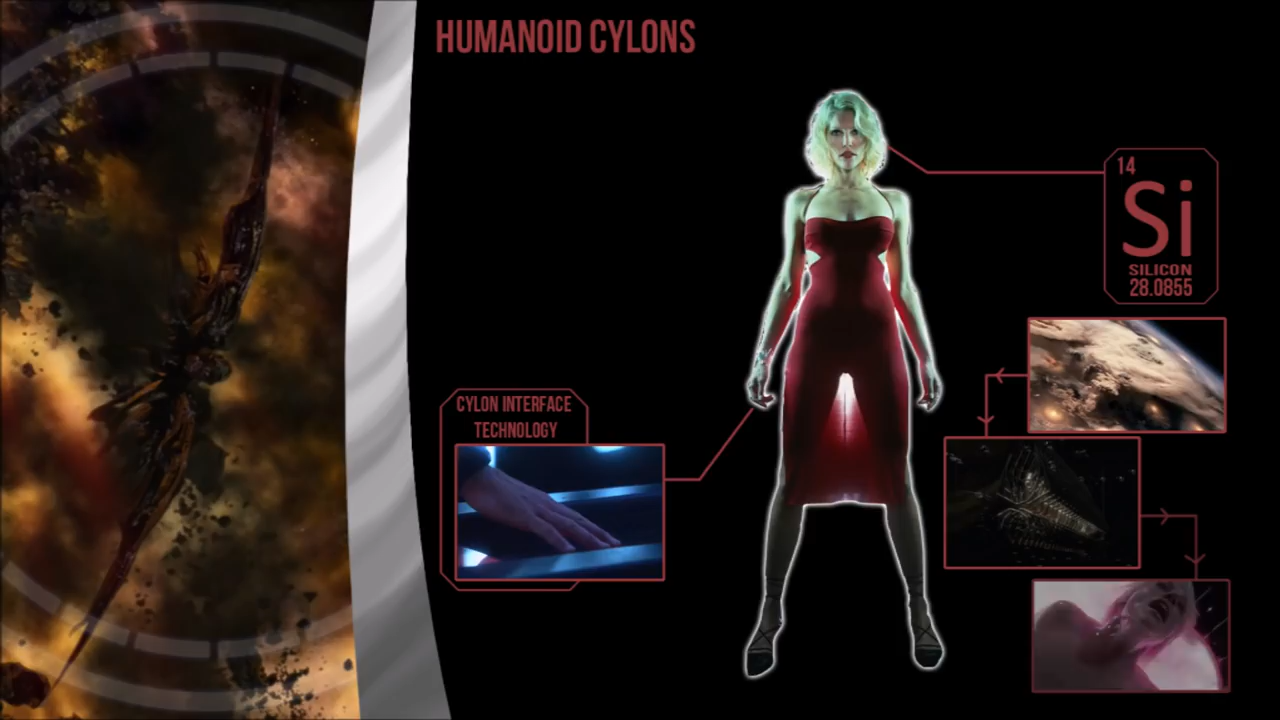 HUMANOID CYLONS
14
Si
SILICON
28.0855
CYLON INTERFACE
TECHNOLOGY